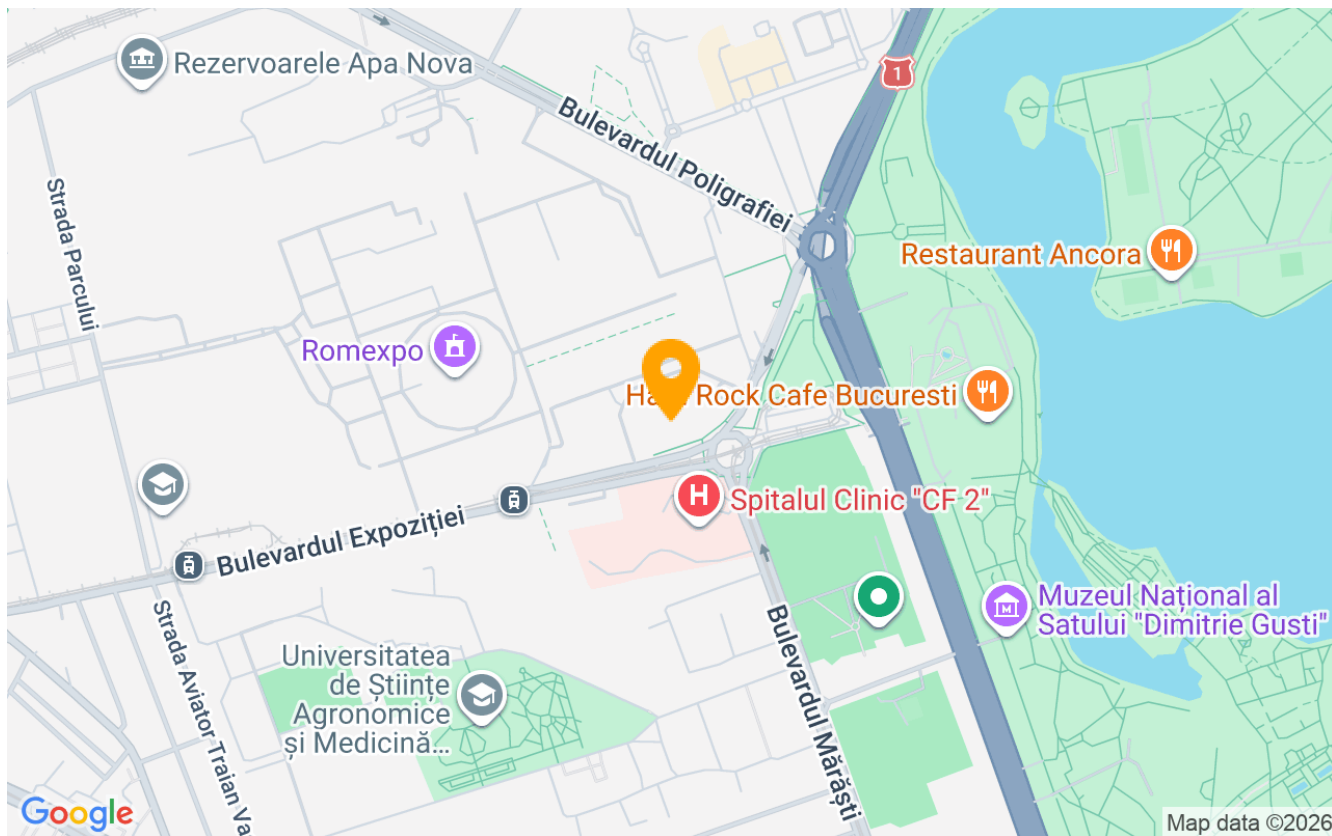 Rezervoarele Apa Nova
Bulevardul Poligrafiei
1
Strada Parcului
Restaurant Ancora
Romexpo
Rock Cafe Bucuresti
H
Spitalul Clinic "CF 2"
Bulevardul Expoziției
Muzeul Național al
Satului "Dimitrie Gusti"
M
Strada Aviator Traian Va
Universitatea
de Științe
Agronomice
și Medicină…
Bulevardul Mărăști
Google
Map data ©2026